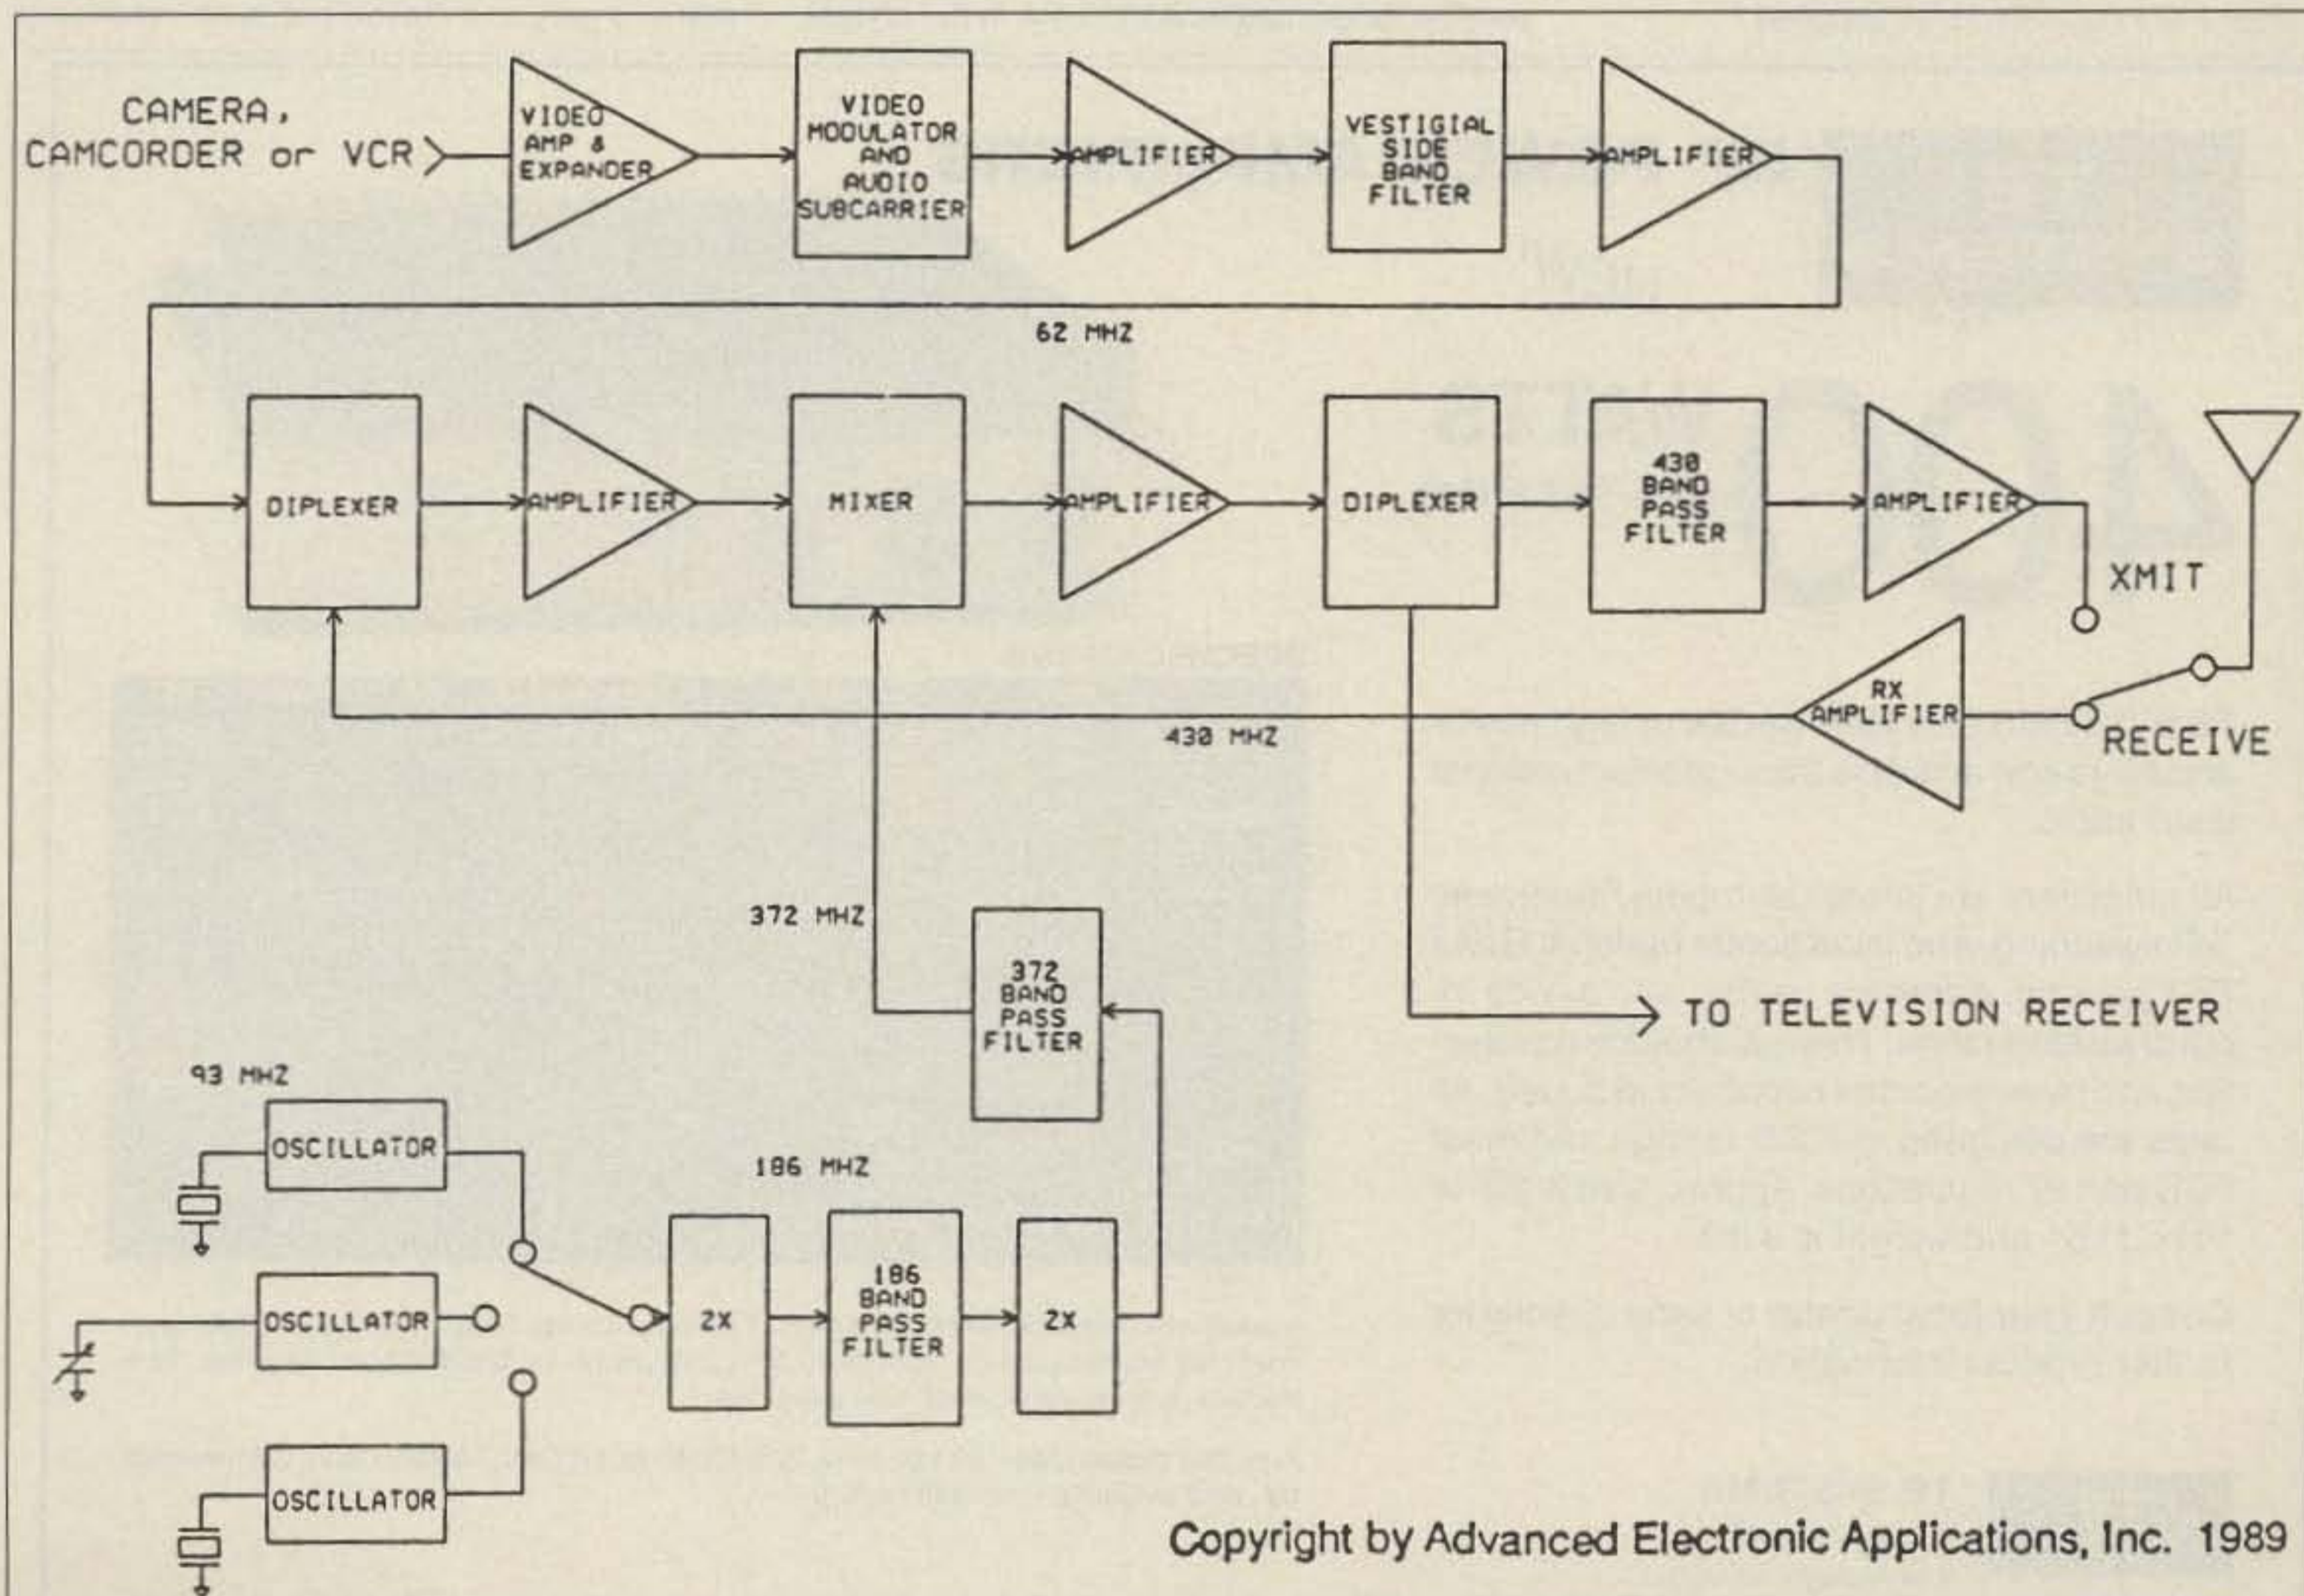 CAMERA,
CAMCORDER or VCR
VIDEO
AMP &
EXPANDER
VIDEO
MODULATOR
AND
AUDIO
SUBCARRIER
AMPLIFIER
VESTIGIAL
SIDE
BAND
FILTER
AMPLIFIER
62 MHZ
DIPLEXER
AMPLIFIER
MIXER
AMPLIFIER
DIPLEXER
430
BAND
PASS
FILTER
AMPLIFIER
XMIT
RX
AMPLIFIER
RECEIVE
430 MHZ
372 MHZ
372
BAND
PASS
FILTER
TO TELEVISION RECEIVER
93 MHZ
OSCILLATOR
186 MHZ
OSCILLATOR
2X
186
BAND
PASS
FILTER
2X
OSCILLATOR
Copyright by Advanced Electronic Applications, Inc. 1989